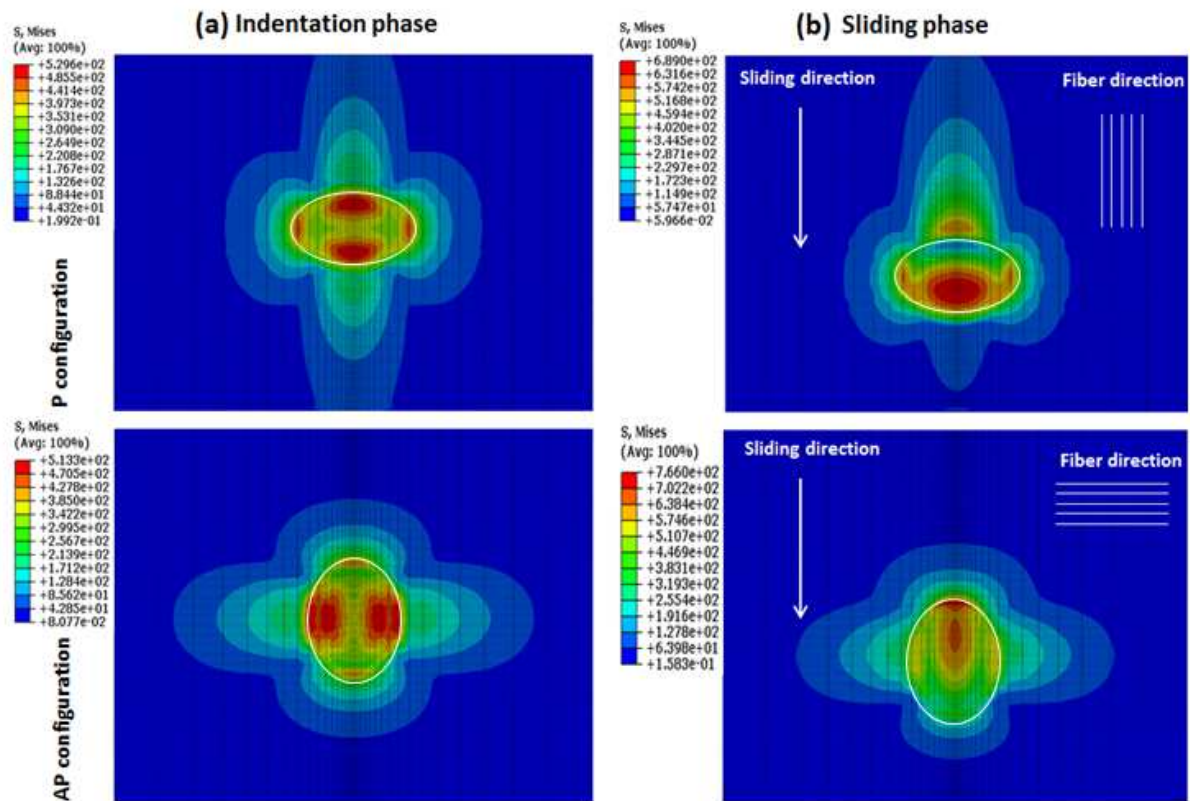 (a) Indentation phase
(b) Sliding phase
S, Mises
(Avg: 100%)
+5.296e+02
+4.855e+02
+4.414e+02
+3.973e+02
+3.531e+02
+3.090e+02
+2.649e+02
+2.208e+02
+1.767e+02
+1.326e+02
+8.844e+01
+4.432e+01
+1.992e-01
P configuration
S, Mises
(Avg: 100%)
+6.890e+02
+6.316e+02
+5.742e+02
+5.168e+02
+4.594e+02
+4.020e+02
+3.445e+02
+2.871e+02
+2.297e+02
+1.723e+02
+1.149e+02
+5.747e+01
+5.966e-02
Sliding direction
Fiber direction
S, Mises
(Avg: 100%)
+5.133e+02
+4.705e+02
+4.278e+02
+3.850e+02
+3.422e+02
+2.995e+02
+2.567e+02
+2.139e+02
+1.712e+02
+1.284e+02
+8.562e+01
+4.285e+01
+8.077e-02
AP configuration
S, Mises
(Avg: 100%)
+7.660e+02
+7.022e+02
+6.384e+02
+5.746e+02
+5.107e+02
+4.469e+02
+3.831e+02
+3.193e+02
+2.554e+02
+1.916e+02
+1.278e+02
+6.398e+01
+1.583e-01
Sliding direction
Fiber direction